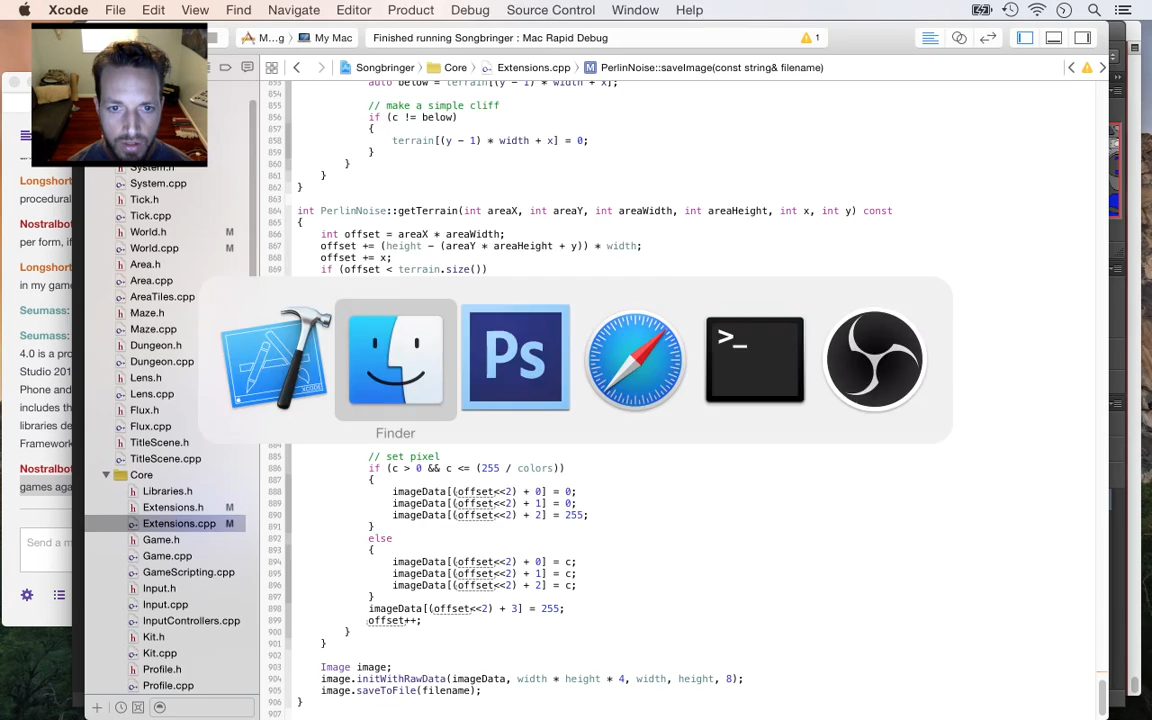 Xcode File Edit View Find Navigate Editor Product Debug Source Control Window Help
M...g My Mac Finished running Songbringer : Mac Rapid Debug 1
Songbringer Core Extensions.cpp PerlinNoise::saveImage(const string& filename)
853 auto below = terrain[(y - 1) * width + x];
854
855 // make a simple cliff
856 if (c != below)
857 {
858 terrain[(y - 1) * width + x] = 0;
859 }
860 }
861 }
862 }
863
864 int PerlinNoise::getTerrain(int areaX, int areaY, int areaWidth, int areaHeight, int x, int y) const
865 {
866 int offset = areaX * areaWidth;
867 offset += (height - (areaY * areaHeight + y)) * width;
868 offset += x;
869 if (offset < terrain.size())
Finder
885 // set pixel
886 if (c > 0 && c <= (255 / colors))
887 {
888 imageData[(offset<<2) + 0] = 0;
889 imageData[(offset<<2) + 1] = 0;
890 imageData[(offset<<2) + 2] = 255;
891 }
892 else
893 {
894 imageData[(offset<<2) + 0] = c;
895 imageData[(offset<<2) + 1] = c;
896 imageData[(offset<<2) + 2] = c;
897 }
898 imageData[(offset<<2) + 3] = 255;
899 offset++;
900 }
901 }
902
903 Image image;
904 image.initWithRawData(imageData, width * height * 4, width, height, 8);
905 image.saveToFile(filename);
906 }
907
System.h
System.cpp
Tick.h
Tick.cpp
World.h M
World.cpp M
Area.h
Area.cpp
AreaTiles.cpp
Maze.h
Maze.cpp
Dungeon.h
Dungeon.cpp
Lens.h
Lens.cpp
Flux.h
Flux.cpp
TitleScene.h
TitleScene.cpp
Core
Libraries.h
Extensions.h M
Extensions.cpp M
Game.h
Game.cpp
GameScripting.cpp
Input.h
Input.cpp
InputControllers.cpp
Kit.h
Kit.cpp
Profile.h
Profile.cpp
Longshort
procedural
Nostralbot
per form, if
Longshort
in my game
Seumass:
Seumass:
4.0 is a pro
Studio 201
Phone and
includes th
libraries de
Framework
Nostralbot
games aga
Send a m
Ps
>_